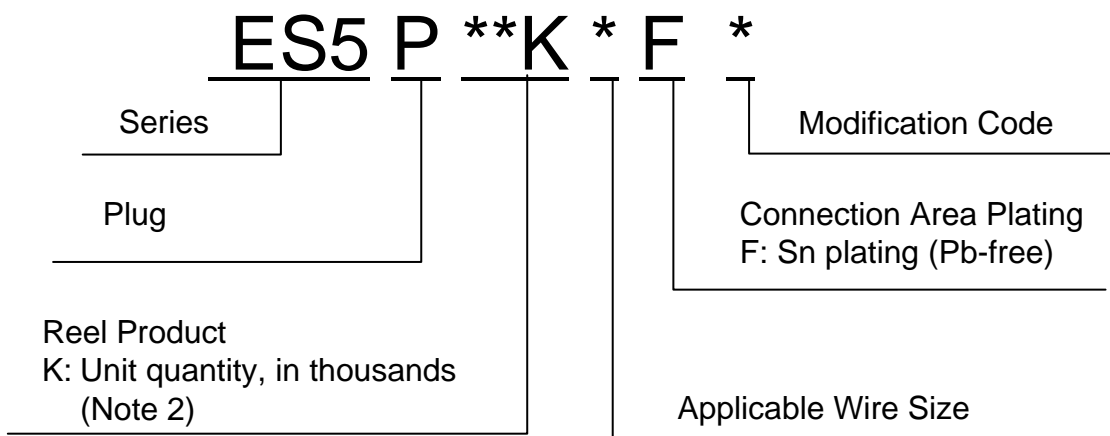 ES5 P **K * F *
Series
Modification Code
Plug
Connection Area Plating
F: Sn plating (Pb-free)
Reel Product
K: Unit quantity, in thousands
(Note 2)
Applicable Wire Size